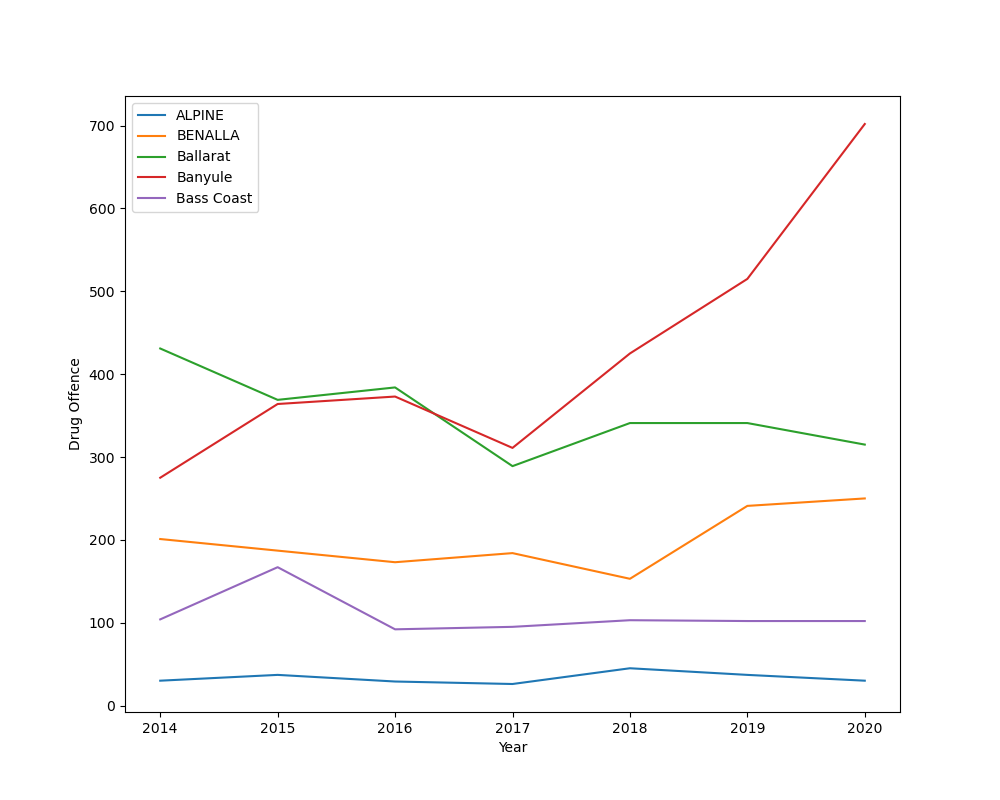 ALPINE
BENALLA
Ballarat
Banyule
Bass Coast
Drug Offence
700
600
500
400
300
200
100
0
2014 2015 2016 2017 2018 2019 2020
Year